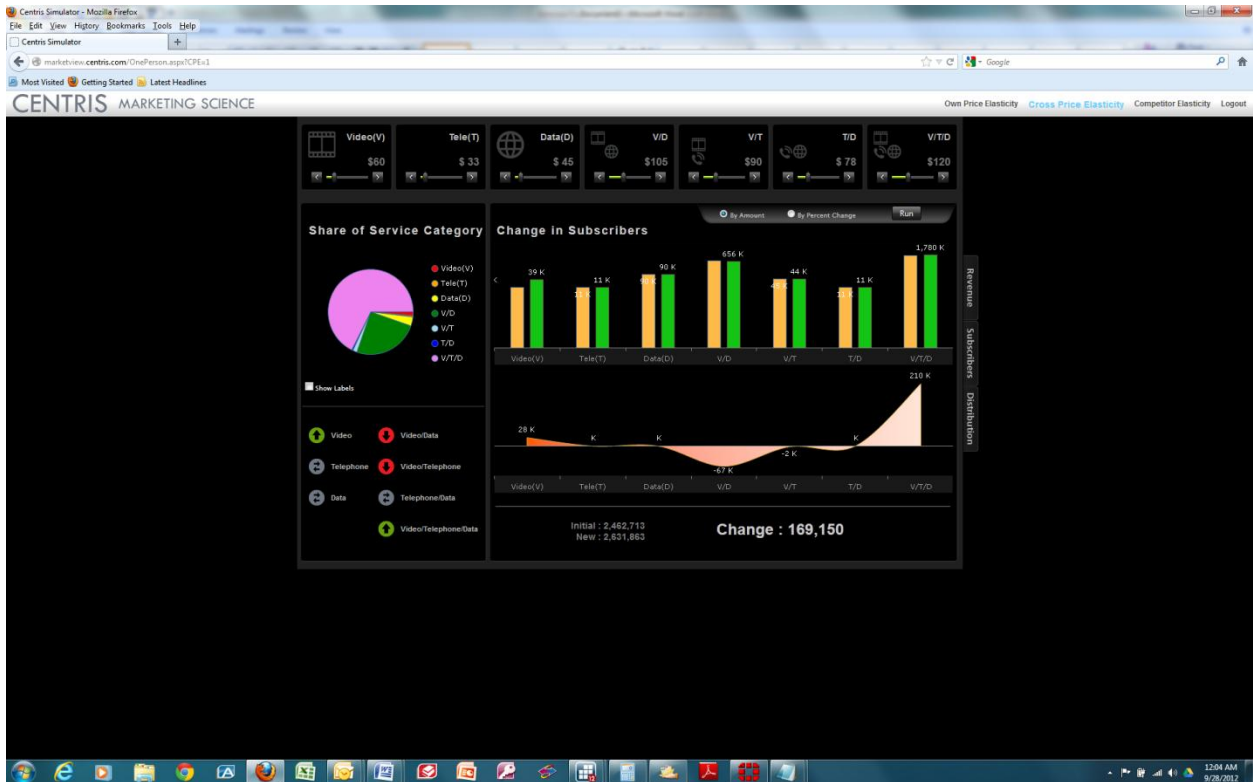 Centris Simulator - Mozilla Firefox
File Edit View History Bookmarks Tools Help
Centris Simulator +
marketview.centris.com/OnePerson.aspx?CPE=1
Google
Most Visited Getting Started Latest Headlines
CENTRIS MARKETING SCIENCE
Own Price Elasticity Cross Price Elasticity Competitor Elasticity Logout
Video(V) Tele(T) Data(D) V/D V/T T/D V/T/D
$60 $ 33 $ 45 $105 $90 $ 78 $120
By Amount By Percent Change Run
Share of Service Category
Video(V)
Tele(T)
Data(D)
V/D
V/T
T/D
V/T/D
Show Labels
Video Video/Data
Telephone Video/Telephone
Data Telephone/Data
Video/Telephone/Data
Change in Subscribers
39 K 11 K 90 K 656 K 44 K 11 K 1,780 K
11 K 90 K 11 K
Video(V) Tele(T) Data(D) V/D V/T T/D V/T/D
28 K K K -67 K -2 K K 210 K
Video(V) Tele(T) Data(D) V/D V/T T/D V/T/D
Initial : 2,462,713
New : 2,631,863
Change : 169,150
Revenue
Subscribers
Distribution
12:04 AM
9/28/2012